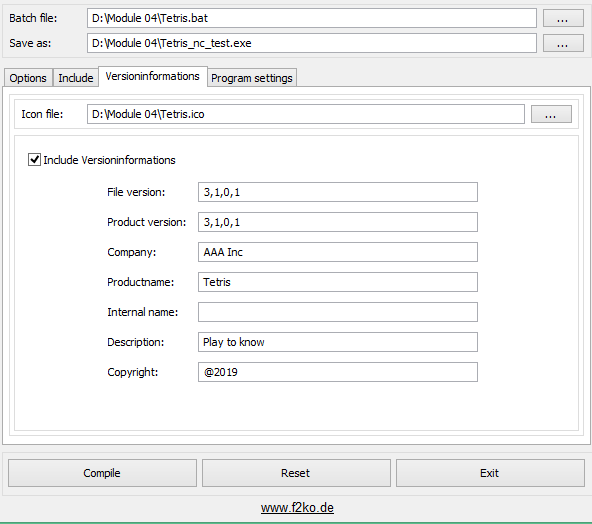 Batch file: D:\Module 04\Tetris.bat ...
Save as: D:\Module 04\Tetris_nc_test.exe ...
Options Include Versioninformations Program settings
Icon file: D:\Module 04\Tetris.ico ...
Include Versioninformations
File version: 3,1,0,1
Product version: 3,1,0,1
Company: AAA Inc
Productname: Tetris
Internal name:
Description: Play to know
Copyright: @2019
Compile Reset Exit
www.f2ko.de